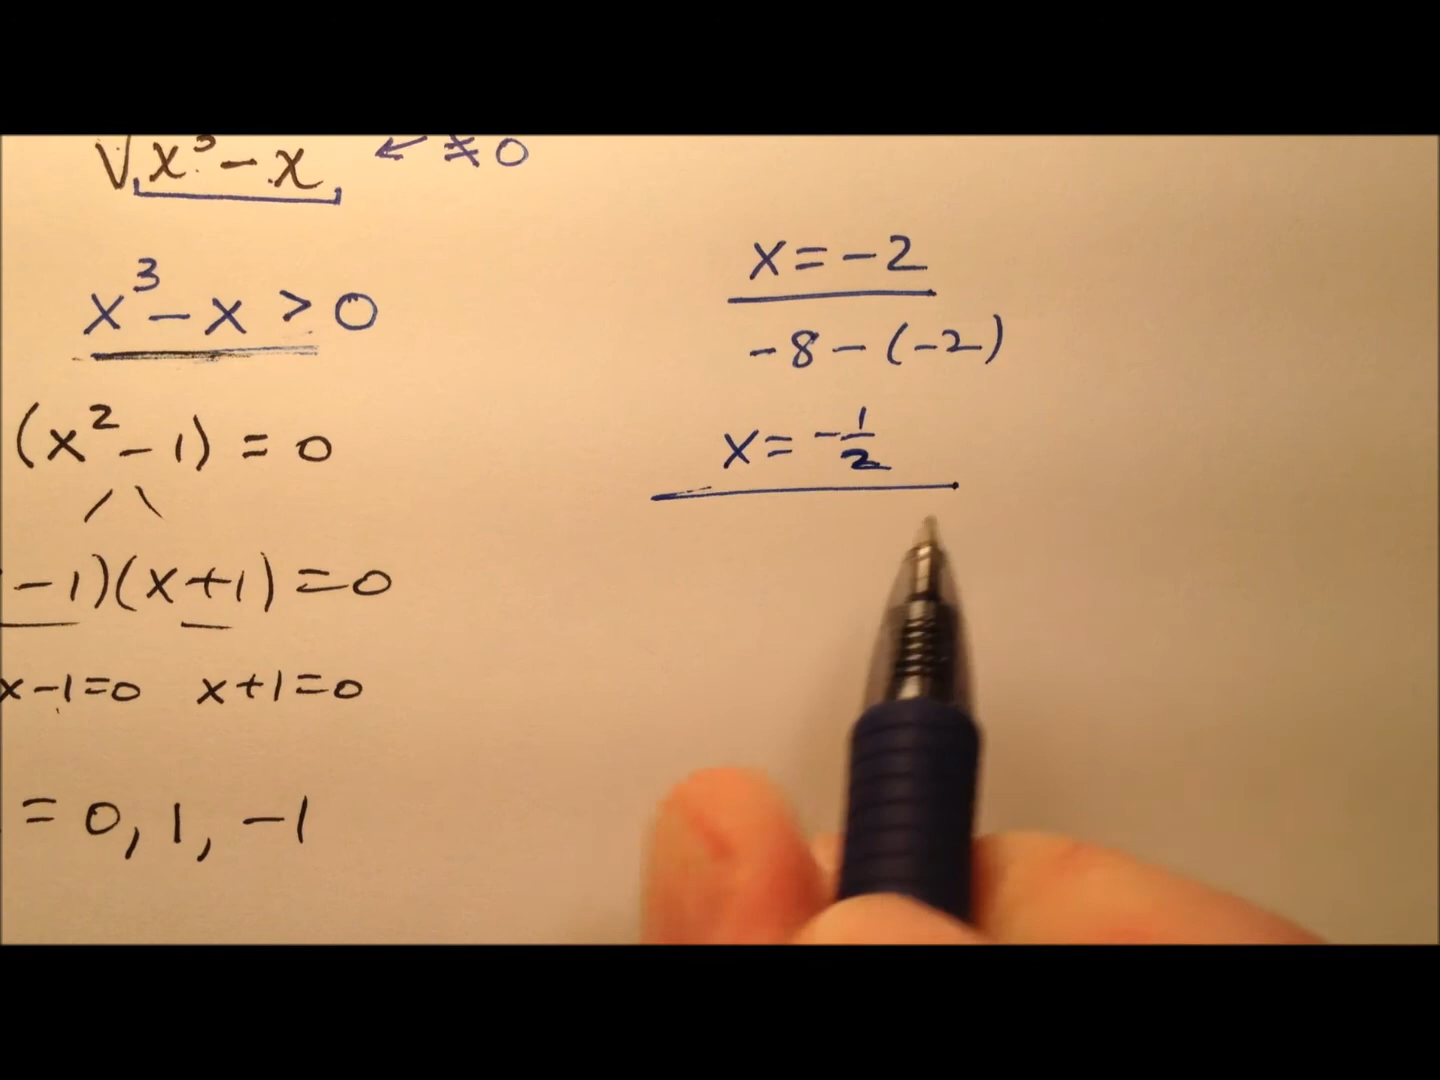 √x³ - x ← ≠ 0
x³ - x > 0
(x² - 1) = 0
- 1)(x + 1) = 0
x - 1 = 0 x + 1 = 0
= 0, 1, -1
x = -2
-8 - (-2)
x = -1/2